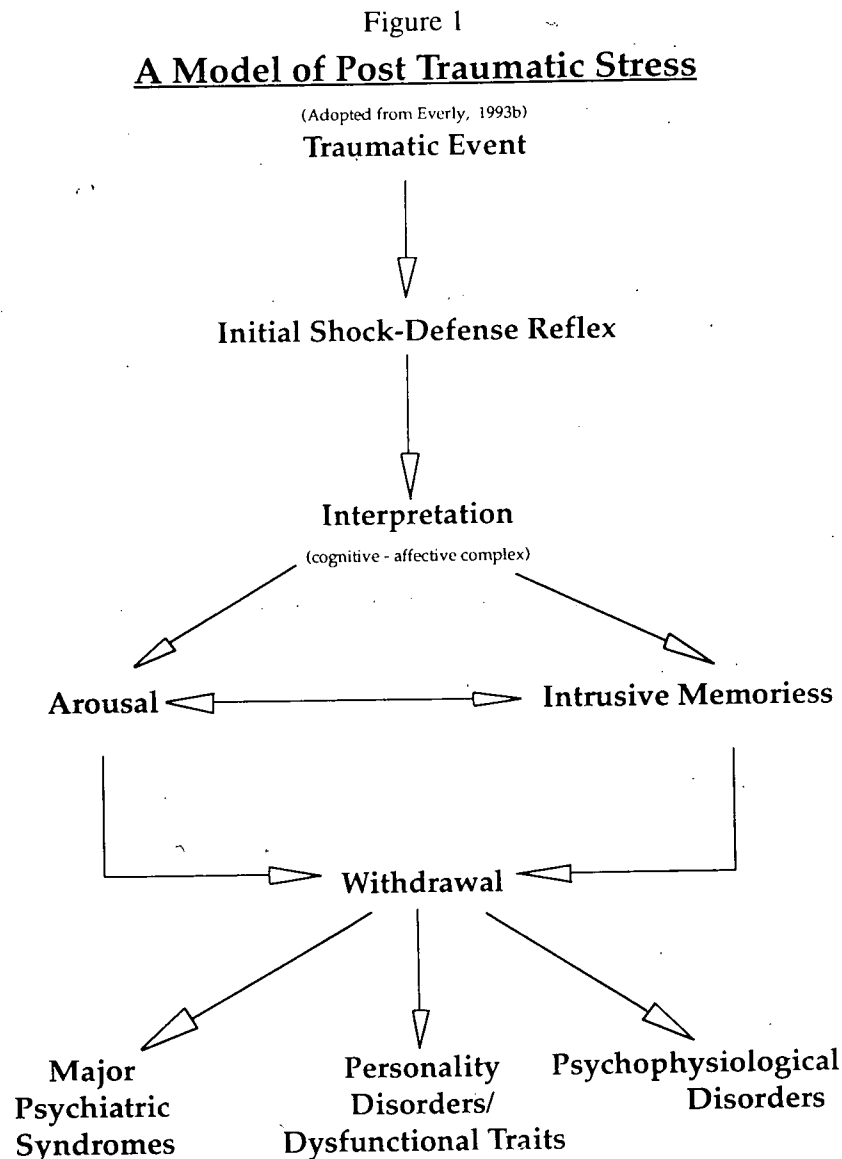 Figure 1
A Model of Post Traumatic Stress
(Adopted from Everly, 1993b)
Traumatic Event
Initial Shock-Defense Reflex
Interpretation
(cognitive - affective complex)
Arousal
Intrusive Memoriess
Withdrawal
Major
Psychiatric
Syndromes
Personality
Disorders/
Dysfunctional Traits
Psychophysiological
Disorders